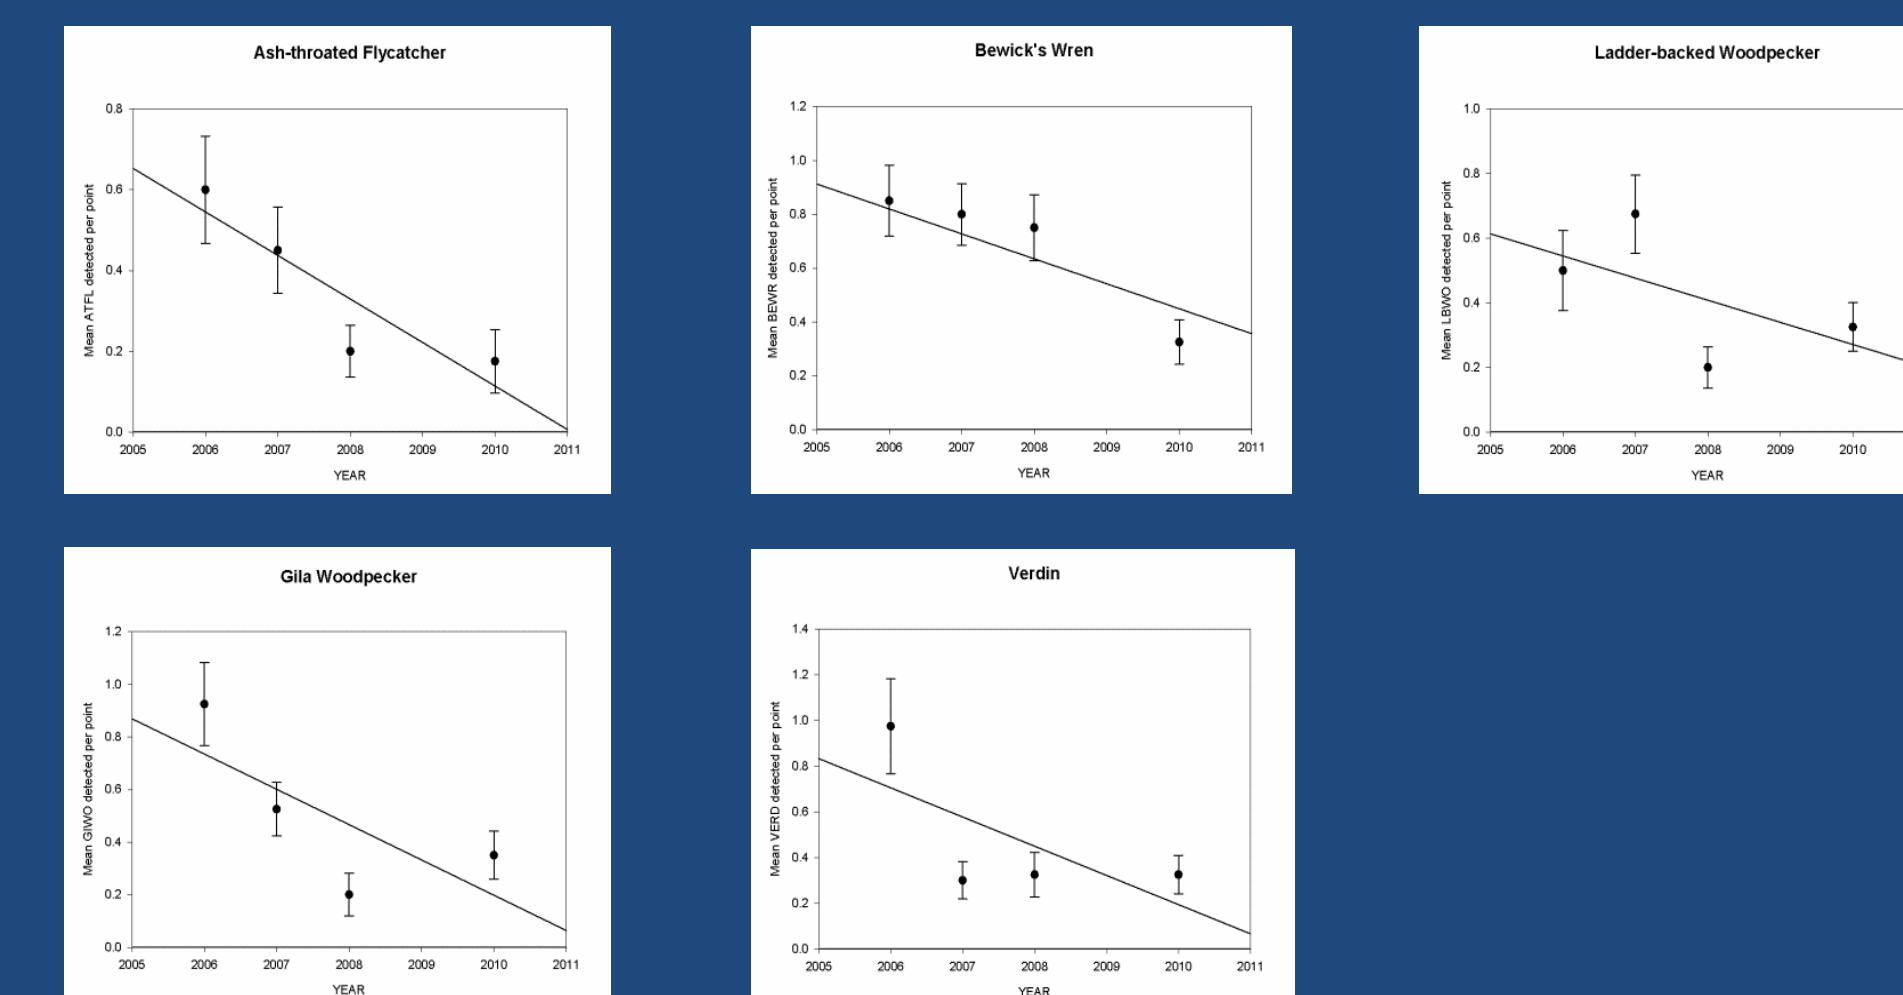 Ash-throated Flycatcher
Mean ATFL detected per point
0.8
0.6
0.4
0.2
0.0
2005 2006 2007 2008 2009 2010 2011
YEAR
Bewick's Wren
Mean BEWR detected per point
1.2
1.0
0.8
0.6
0.4
0.2
0.0
2005 2006 2007 2008 2009 2010 2011
YEAR
Ladder-backed Woodpecker
Mean LBWO detected per point
1.0
0.8
0.6
0.4
0.2
0.0
2005 2006 2007 2008 2009 2010
YEAR
Gila Woodpecker
Mean GIWO detected per point
1.2
1.0
0.8
0.6
0.4
0.2
0.0
2005 2006 2007 2008 2009 2010 2011
YEAR
Verdin
Mean VERD detected per point
1.4
1.2
1.0
0.8
0.6
0.4
0.2
0.0
2005 2006 2007 2008 2009 2010 2011
YEAR